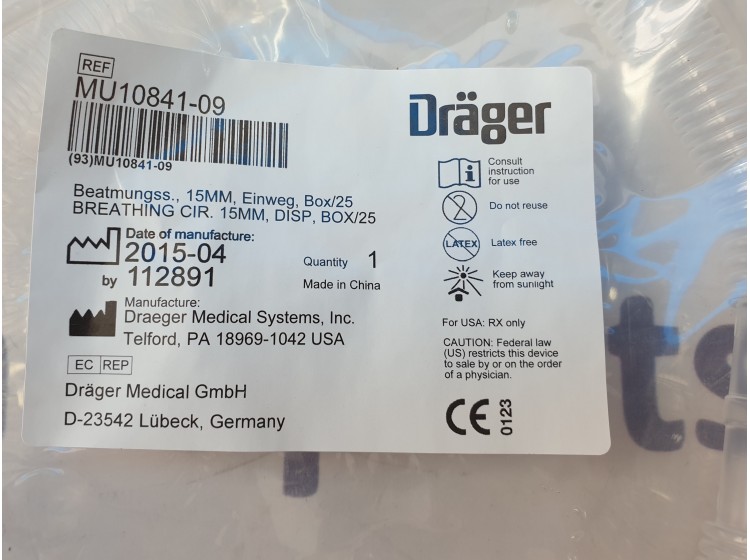 REF
MU10841-09
(93)MU10841-09
Beatmungss., 15MM, Einweg, Box/25
BREATHING CIR. 15MM, DISP, BOX/25
Date of manufacture:
2015-04
by 112891
Quantity 1
Made in China
Manufacture:
Draeger Medical Systems, Inc.
Telford, PA 18969-1042 USA
EC REP
Dräger Medical GmbH
D-23542 Lübeck, Germany
Dräger
i
Consult
instruction
for use
2
Do not reuse
LATEX
Latex free
Keep away
from sunlight
For USA: RX only
CAUTION: Federal law
(US) restricts this device
to sale by or on the order
of a physician.
CE 0123
ts